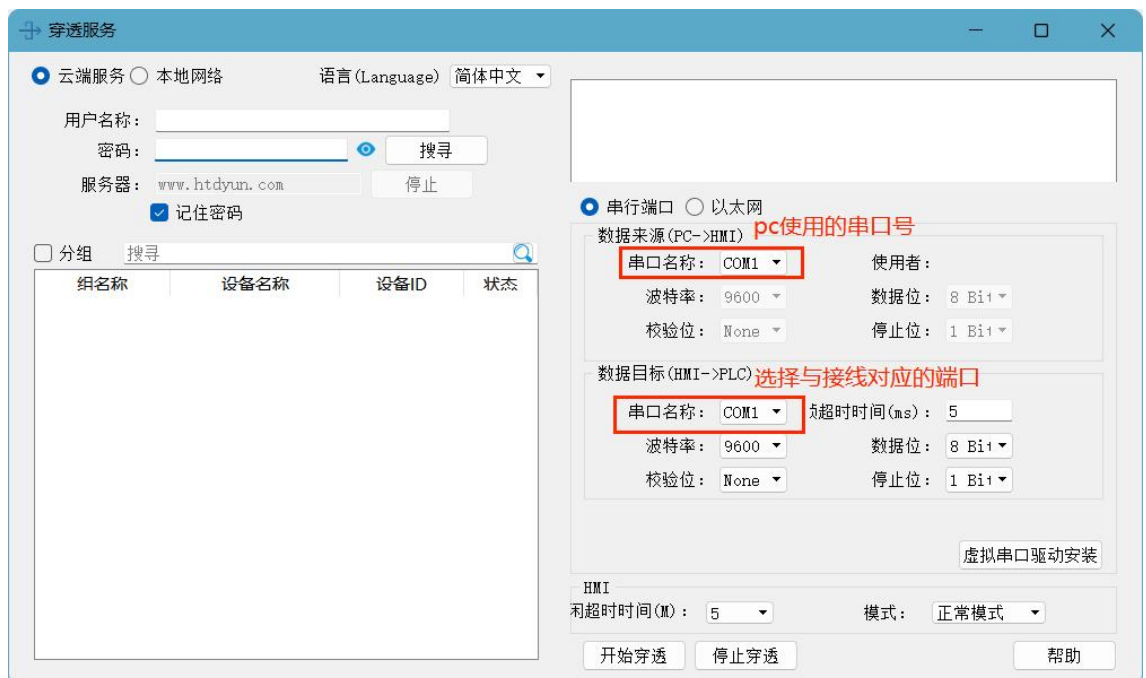 穿透服务
云端服务 本地网络 语言(Language) 简体中文
用户名称:
密码: 搜寻
服务器: www.htdyun.com 停止
记住密码
分组 搜寻
组名称 设备名称 设备ID 状态
串行端口 以太网
数据来源(PC->HMI) pc使用的串口号
串口名称: COM1 使用者:
波特率: 9600 数据位: 8 Bit
校验位: None 停止位: 1 Bit
数据目标(HMI->PLC) 选择与接线对应的端口
串口名称: COM1 超时时间(ms): 5
波特率: 9600 数据位: 8 Bit
校验位: None 停止位: 1 Bit
虚拟串口驱动安装
HMI
闲超时时间(M): 5 模式: 正常模式
开始穿透 停止穿透 帮助